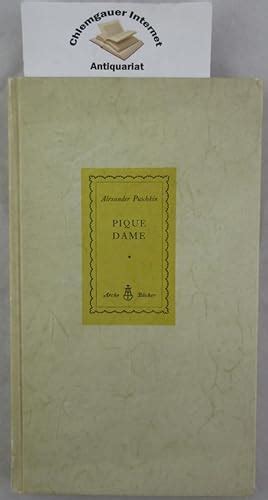 Chiemgauer Internet
Antiquariat
Alexander Puschkin
PIQUE
DAME
Arche Bücher